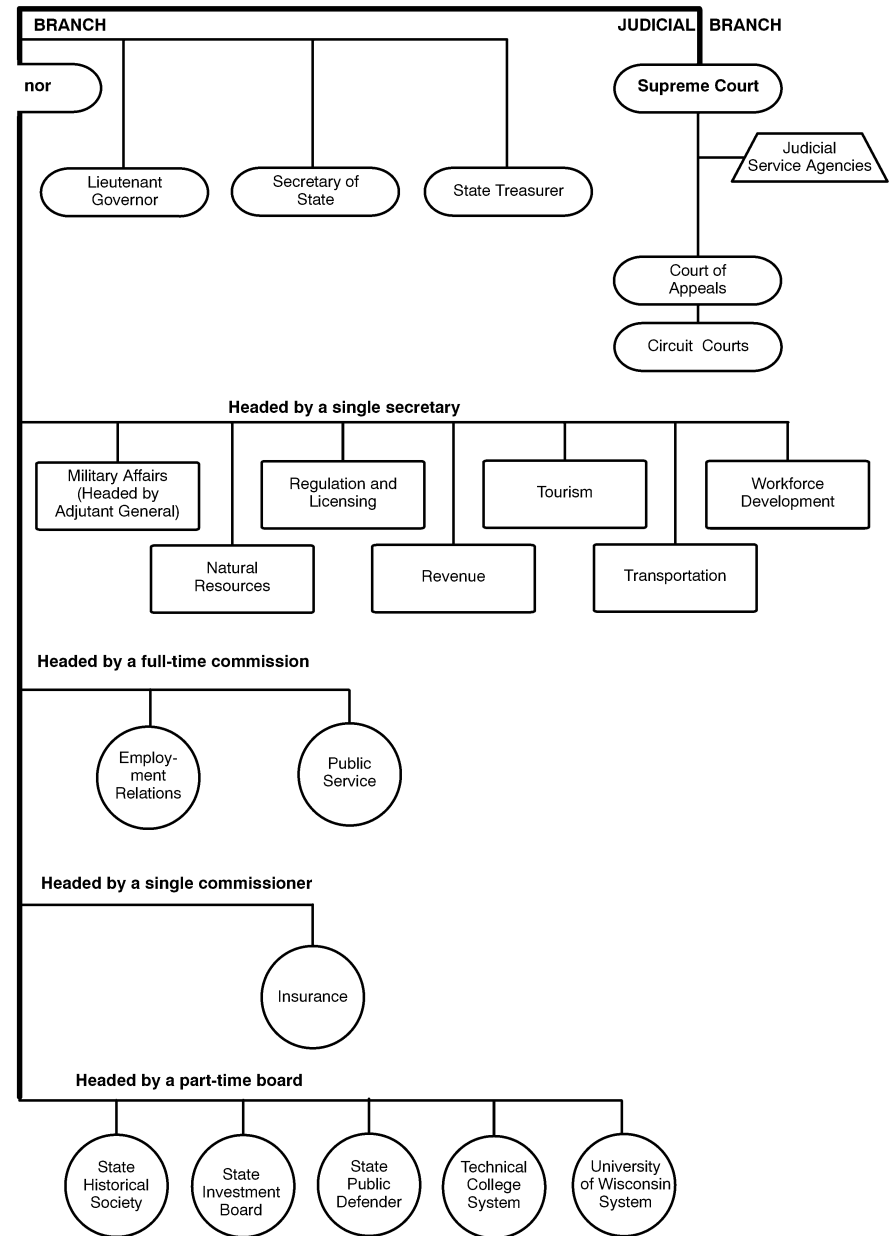 BRANCH
JUDICIAL BRANCH
nor
Supreme Court
Judicial
Service Agencies
Lieutenant
Governor
Secretary of
State
State Treasurer
Court of
Appeals
Circuit Courts
Headed by a single secretary
Military Affairs
(Headed by
Adjutant General)
Regulation and
Licensing
Tourism
Workforce
Development
Natural
Resources
Revenue
Transportation
Headed by a full-time commission
Employ-
ment
Relations
Public
Service
Headed by a single commissioner
Insurance
Headed by a part-time board
State
Historical
Society
State
Investment
Board
State
Public
Defender
Technical
College
System
University
of Wisconsin
System